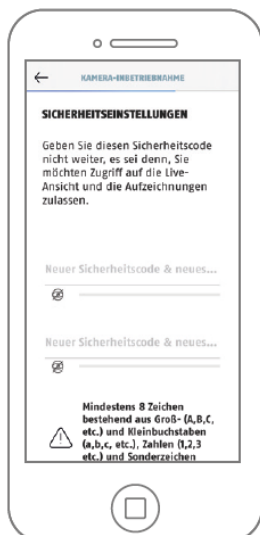 KAMERA-INBETRIEBNAHME
SICHERHEITSEINSTELLUNGEN
Geben Sie diesen Sicherheitscode
nicht weiter, es sei denn, Sie
möchten Zugriff auf die Live-
Ansicht und die Aufzeichnungen
zulassen.
Neuer Sicherheitscode & neues...
Neuer Sicherheitscode & neues...
Mindestens 8 Zeichen
bestehend aus Groß- (A,B,C,
etc.) und Kleinbuchstaben
(a,b,c, etc.), Zahlen (1,2,3
etc.) und Sonderzeichen